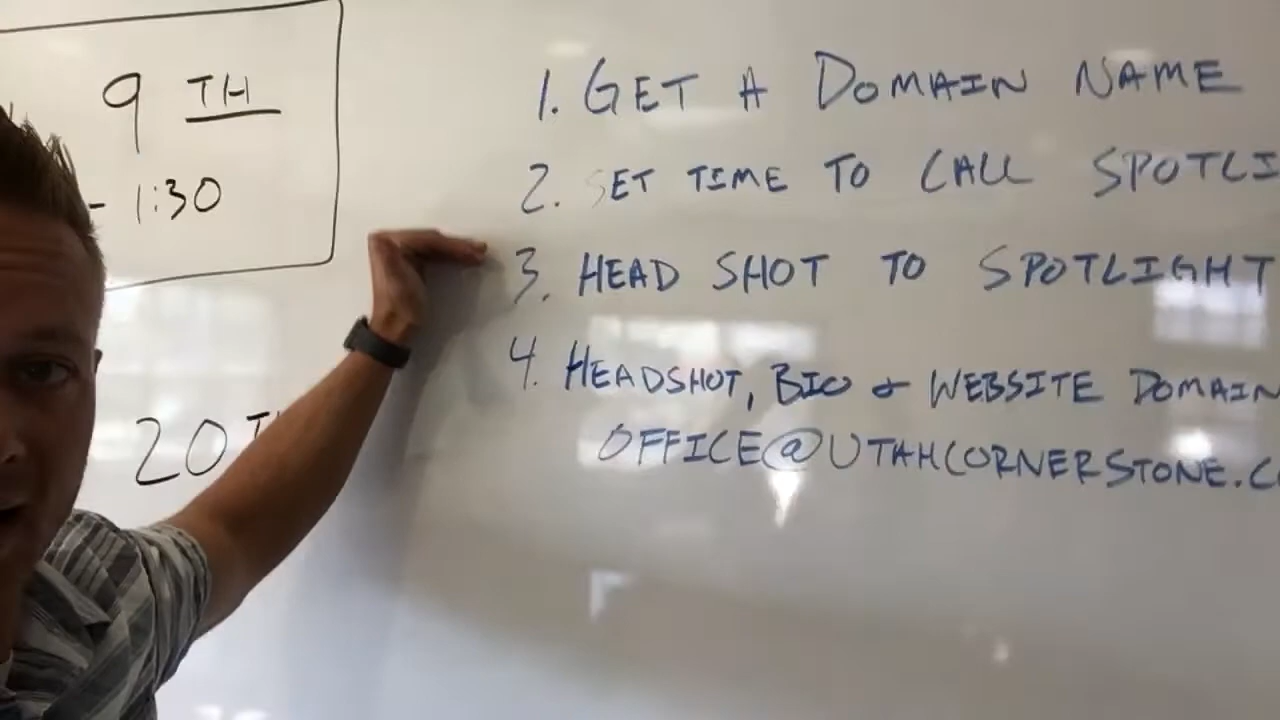 9 TH
- 1:30
20
1. GET A DOMAIN NAME
2. SET TIME TO CALL SPOTLI
3. HEAD SHOT TO SPOTLIGHT
4. HEADSHOT, BIO & WEBSITE DOMAIN
OFFICE@UTAHCORNERSTONE.C